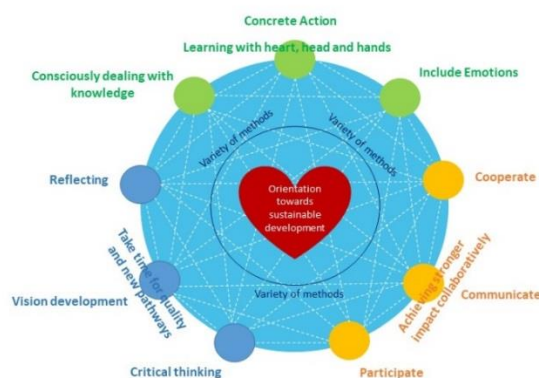 Concrete Action
Learning with heart, head and hands
Consciously dealing with
knowledge
Include Emotions
Variety of methods
Variety of methods
Reflecting
Orientation
towards
sustainable
development
Cooperate
Take time for quality
and new pathways
Vision development
Variety of methods
Achieving stronger
impact collaboratively
Communicate
Critical thinking
Participate